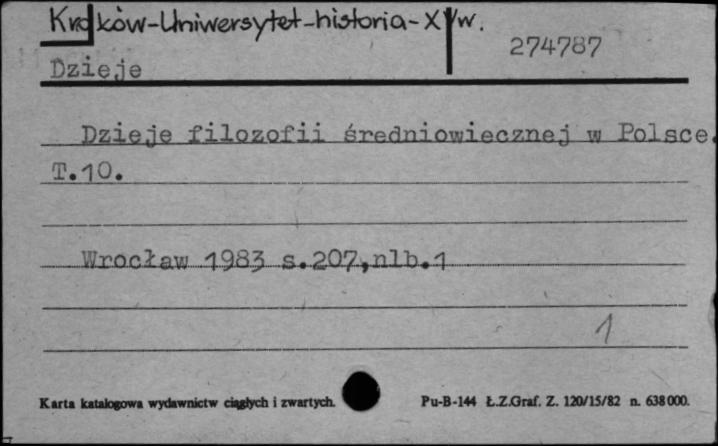 Kraków-Uniwersytet-historia-XVw.
274787
Dzieje
Dzieje filozofii średniowiecznej w Polsce.
T.10.
Wrocław 1983 s.207,nlb.1
1
Karta katalogowa wydawnictw ciągłych i zwartych.
Pu-B-144 Ł.Z.Graf. Z. 120/15/82 n. 638000.